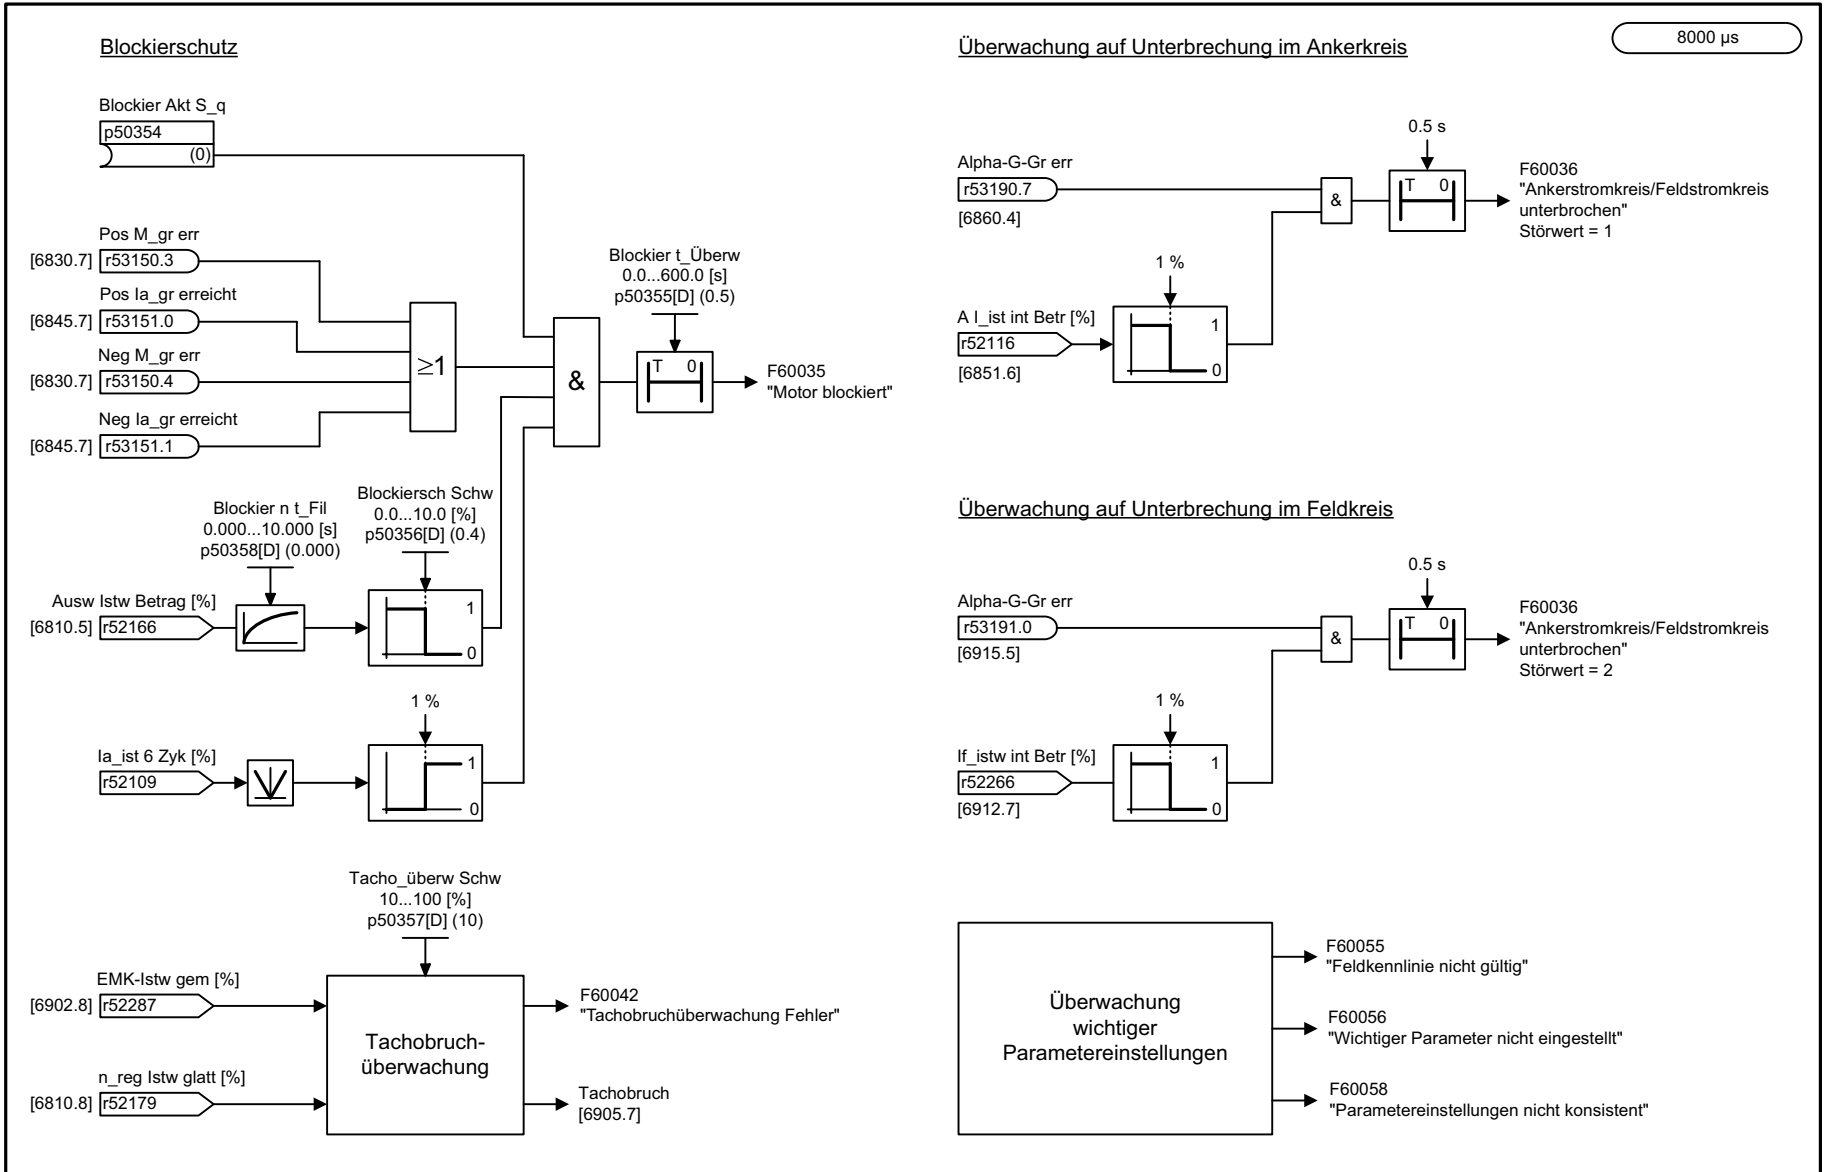 Blockierschutz
Blockier Akt S_q
p50354
(0)
Pos M_gr err
[6830.7] r53150.3
Pos Ia_gr erreicht
[6845.7] r53151.0
Neg M_gr err
[6830.7] r53150.4
Neg Ia_gr erreicht
[6845.7] r53151.1
≥1
&
Blockier t_Überw
0.0...600.0 [s]
p50355[D] (0.5)
T 0
F60035
"Motor blockiert"
Blockier n t_Fil
0.000...10.000 [s]
p50358[D] (0.000)
Blockiersch Schw
0.0...10.0 [%]
p50356[D] (0.4)
Ausw Istw Betrag [%]
[6810.5] r52166
1
0
1 %
Ia_ist 6 Zyk [%]
r52109
1
0
Tacho_überw Schw
10...100 [%]
p50357[D] (10)
EMK-Istw gem [%]
[6902.8] r52287
n_reg Istw glatt [%]
[6810.8] r52179
Tachobruch-
überwachung
F60042
"Tachobruchüberwachung Fehler"
Tachobruch
[6905.7]
Überwachung auf Unterbrechung im Ankerkreis
8000 µs
Alpha-G-Gr err
r53190.7
[6860.4]
1 %
A I_ist int Betr [%]
r52116
[6851.6]
1
0
&
0.5 s
T 0
F60036
"Ankerstromkreis/Feldstromkreis
unterbrochen"
Störwert = 1
Überwachung auf Unterbrechung im Feldkreis
Alpha-G-Gr err
r53191.0
[6915.5]
1 %
If_istw int Betr [%]
r52266
[6912.7]
1
0
&
0.5 s
T 0
F60036
"Ankerstromkreis/Feldstromkreis
unterbrochen"
Störwert = 2
Überwachung
wichtiger
Parametereinstellungen
F60055
"Feldkennlinie nicht gültig"
F60056
"Wichtiger Parameter nicht eingestellt"
F60058
"Parametereinstellungen nicht konsistent"